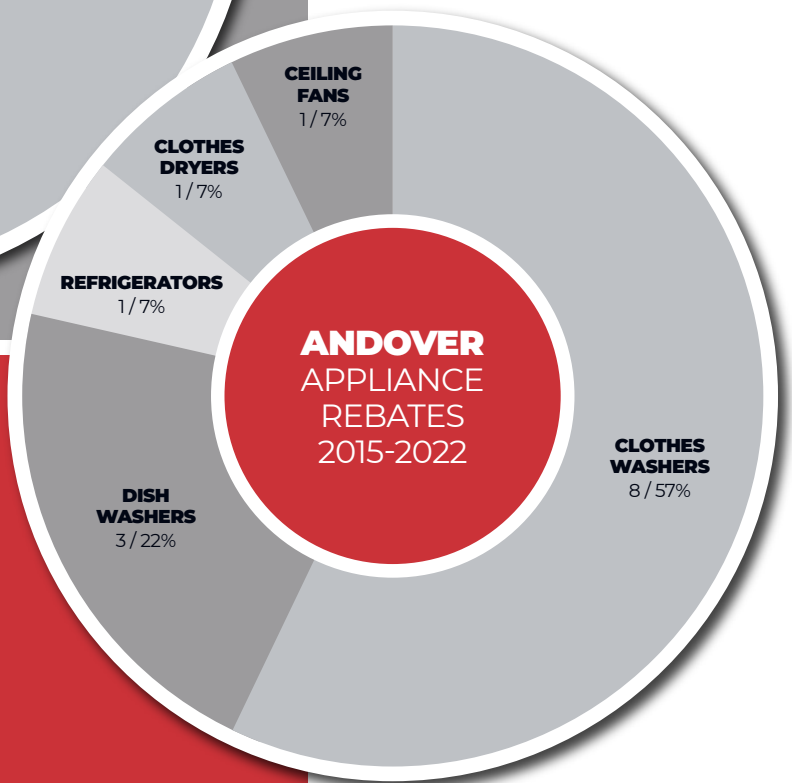 CEILING
FANS
1 / 7%
CLOTHES
DRYERS
1 / 7%
REFRIGERATORS
1 / 7%
ANDOVER
APPLIANCE
REBATES
2015-2022
CLOTHES
WASHERS
8 / 57%
DISH
WASHERS
3 / 22%